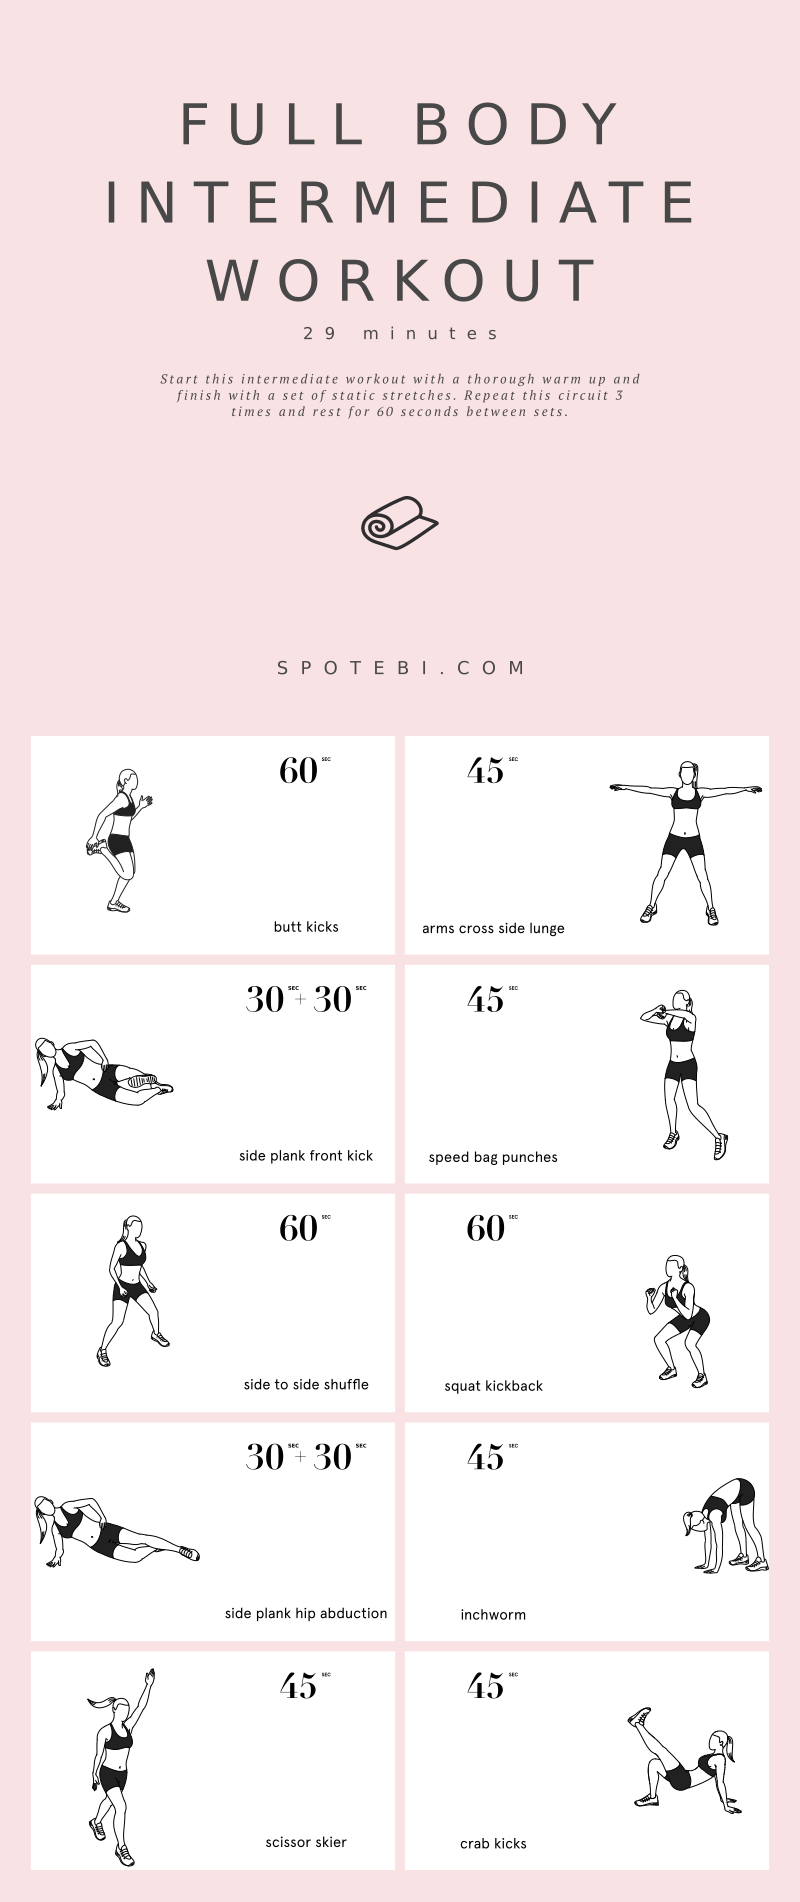 FULL BODY
INTERMEDIATE
WORKOUT
29 minutes
Start this intermediate workout with a thorough warm up and
finish with a set of static stretches. Repeat this circuit 3
times and rest for 60 seconds between sets.
SPOTEBI.COM
60 SEC
butt kicks
45 SEC
arms cross side lunge
30 SEC + 30 SEC
side plank front kick
45 SEC
speed bag punches
60 SEC
side to side shuffle
60 SEC
squat kickback
30 SEC + 30 SEC
side plank hip abduction
45 SEC
inchworm
45 SEC
scissor skier
45 SEC
crab kicks